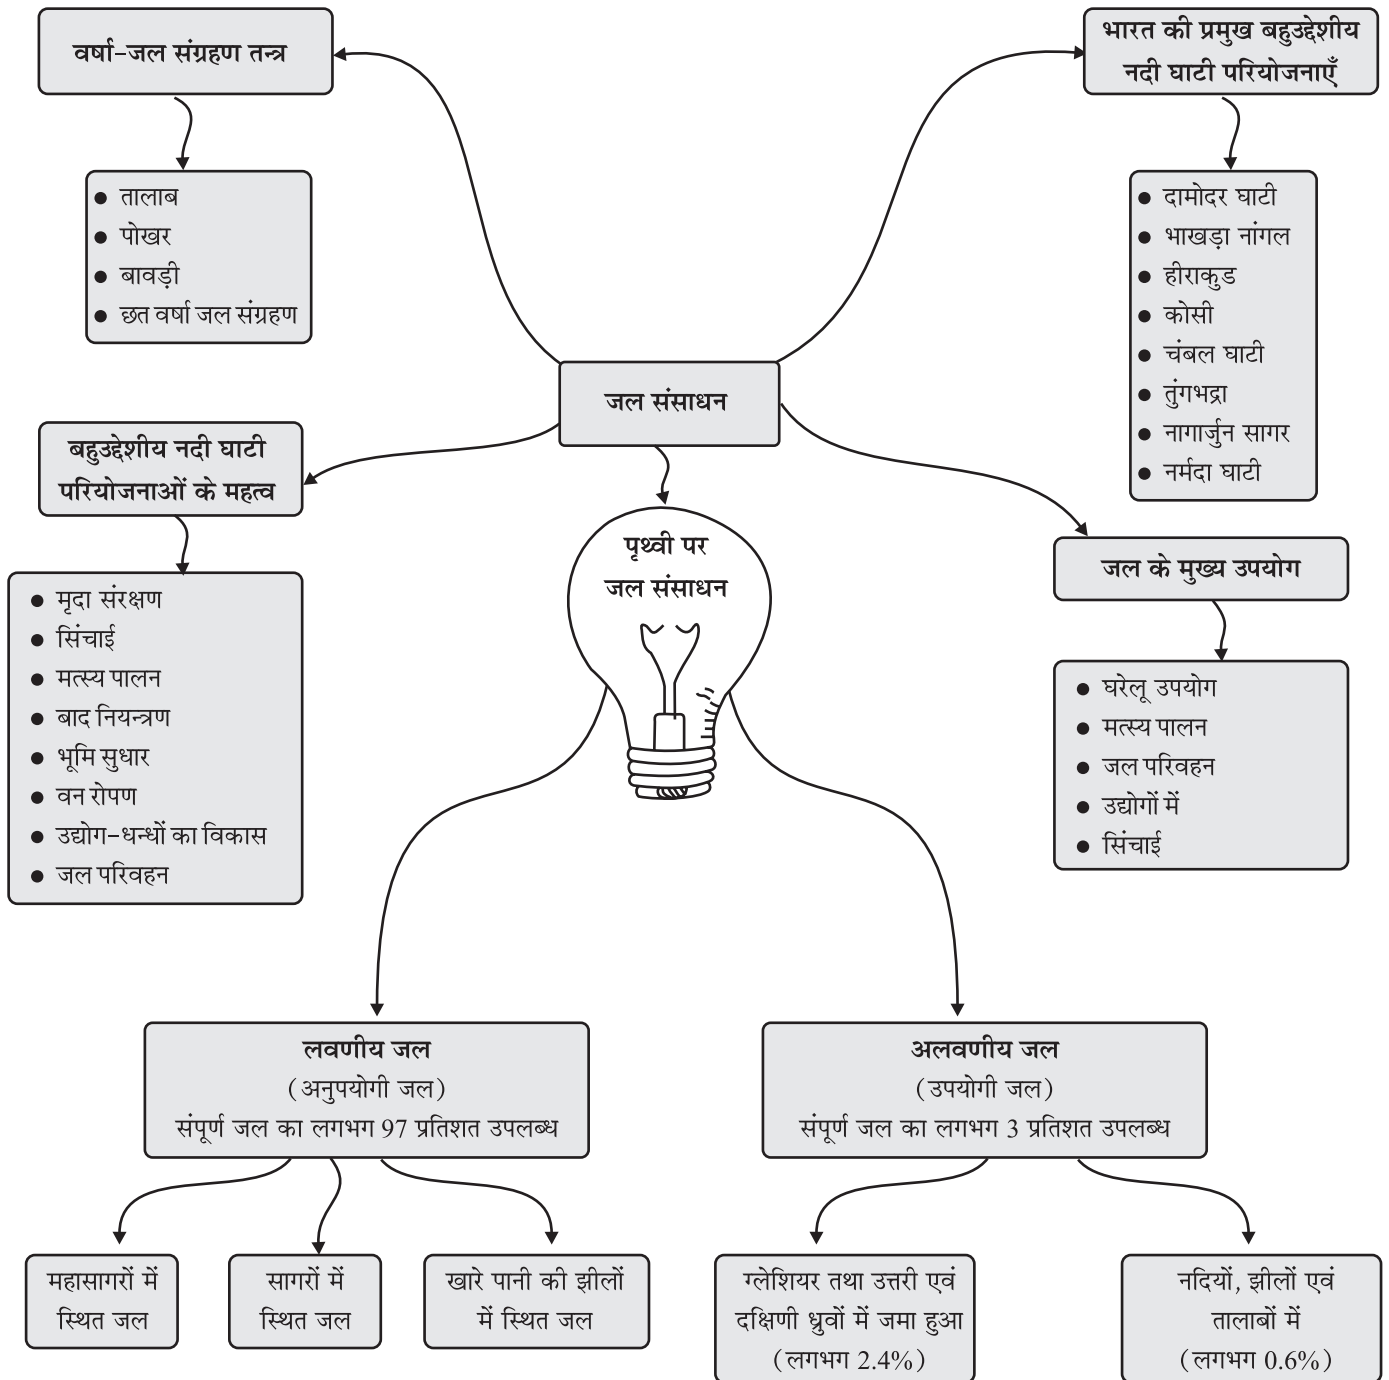 वर्षा-जल संग्रहण तन्त्र
● तालाब
● पोखर
● बावड़ी
● छत वर्षा जल संग्रहण
भारत की प्रमुख बहुउद्देशीय
नदी घाटी परियोजनाएँ
● दामोदर घाटी
● भाखड़ा नांगल
● हीराकुड
● कोसी
● चंबल घाटी
● तुंगभद्रा
● नागार्जुन सागर
● नर्मदा घाटी
जल संसाधन
बहुउद्देशीय नदी घाटी
परियोजनाओं के महत्व
● मृदा संरक्षण
● सिंचाई
● मत्स्य पालन
● बाद नियन्त्रण
● भूमि सुधार
● वन रोपण
● उद्योग-धन्धों का विकास
● जल परिवहन
पृथ्वी पर
जल संसाधन
जल के मुख्य उपयोग
● घरेलू उपयोग
● मत्स्य पालन
● जल परिवहन
● उद्योगों में
● सिंचाई
लवणीय जल
(अनुपयोगी जल)
संपूर्ण जल का लगभग 97 प्रतिशत उपलब्ध
अलवणीय जल
(उपयोगी जल)
संपूर्ण जल का लगभग 3 प्रतिशत उपलब्ध
महासागरों में
स्थित जल
सागरों में
स्थित जल
खारे पानी की झीलों
में स्थित जल
ग्लेशियर तथा उत्तरी एवं
दक्षिणी ध्रुवों में जमा हुआ
(लगभग 2.4%)
नदियों, झीलों एवं
तालाबों में
(लगभग 0.6%)